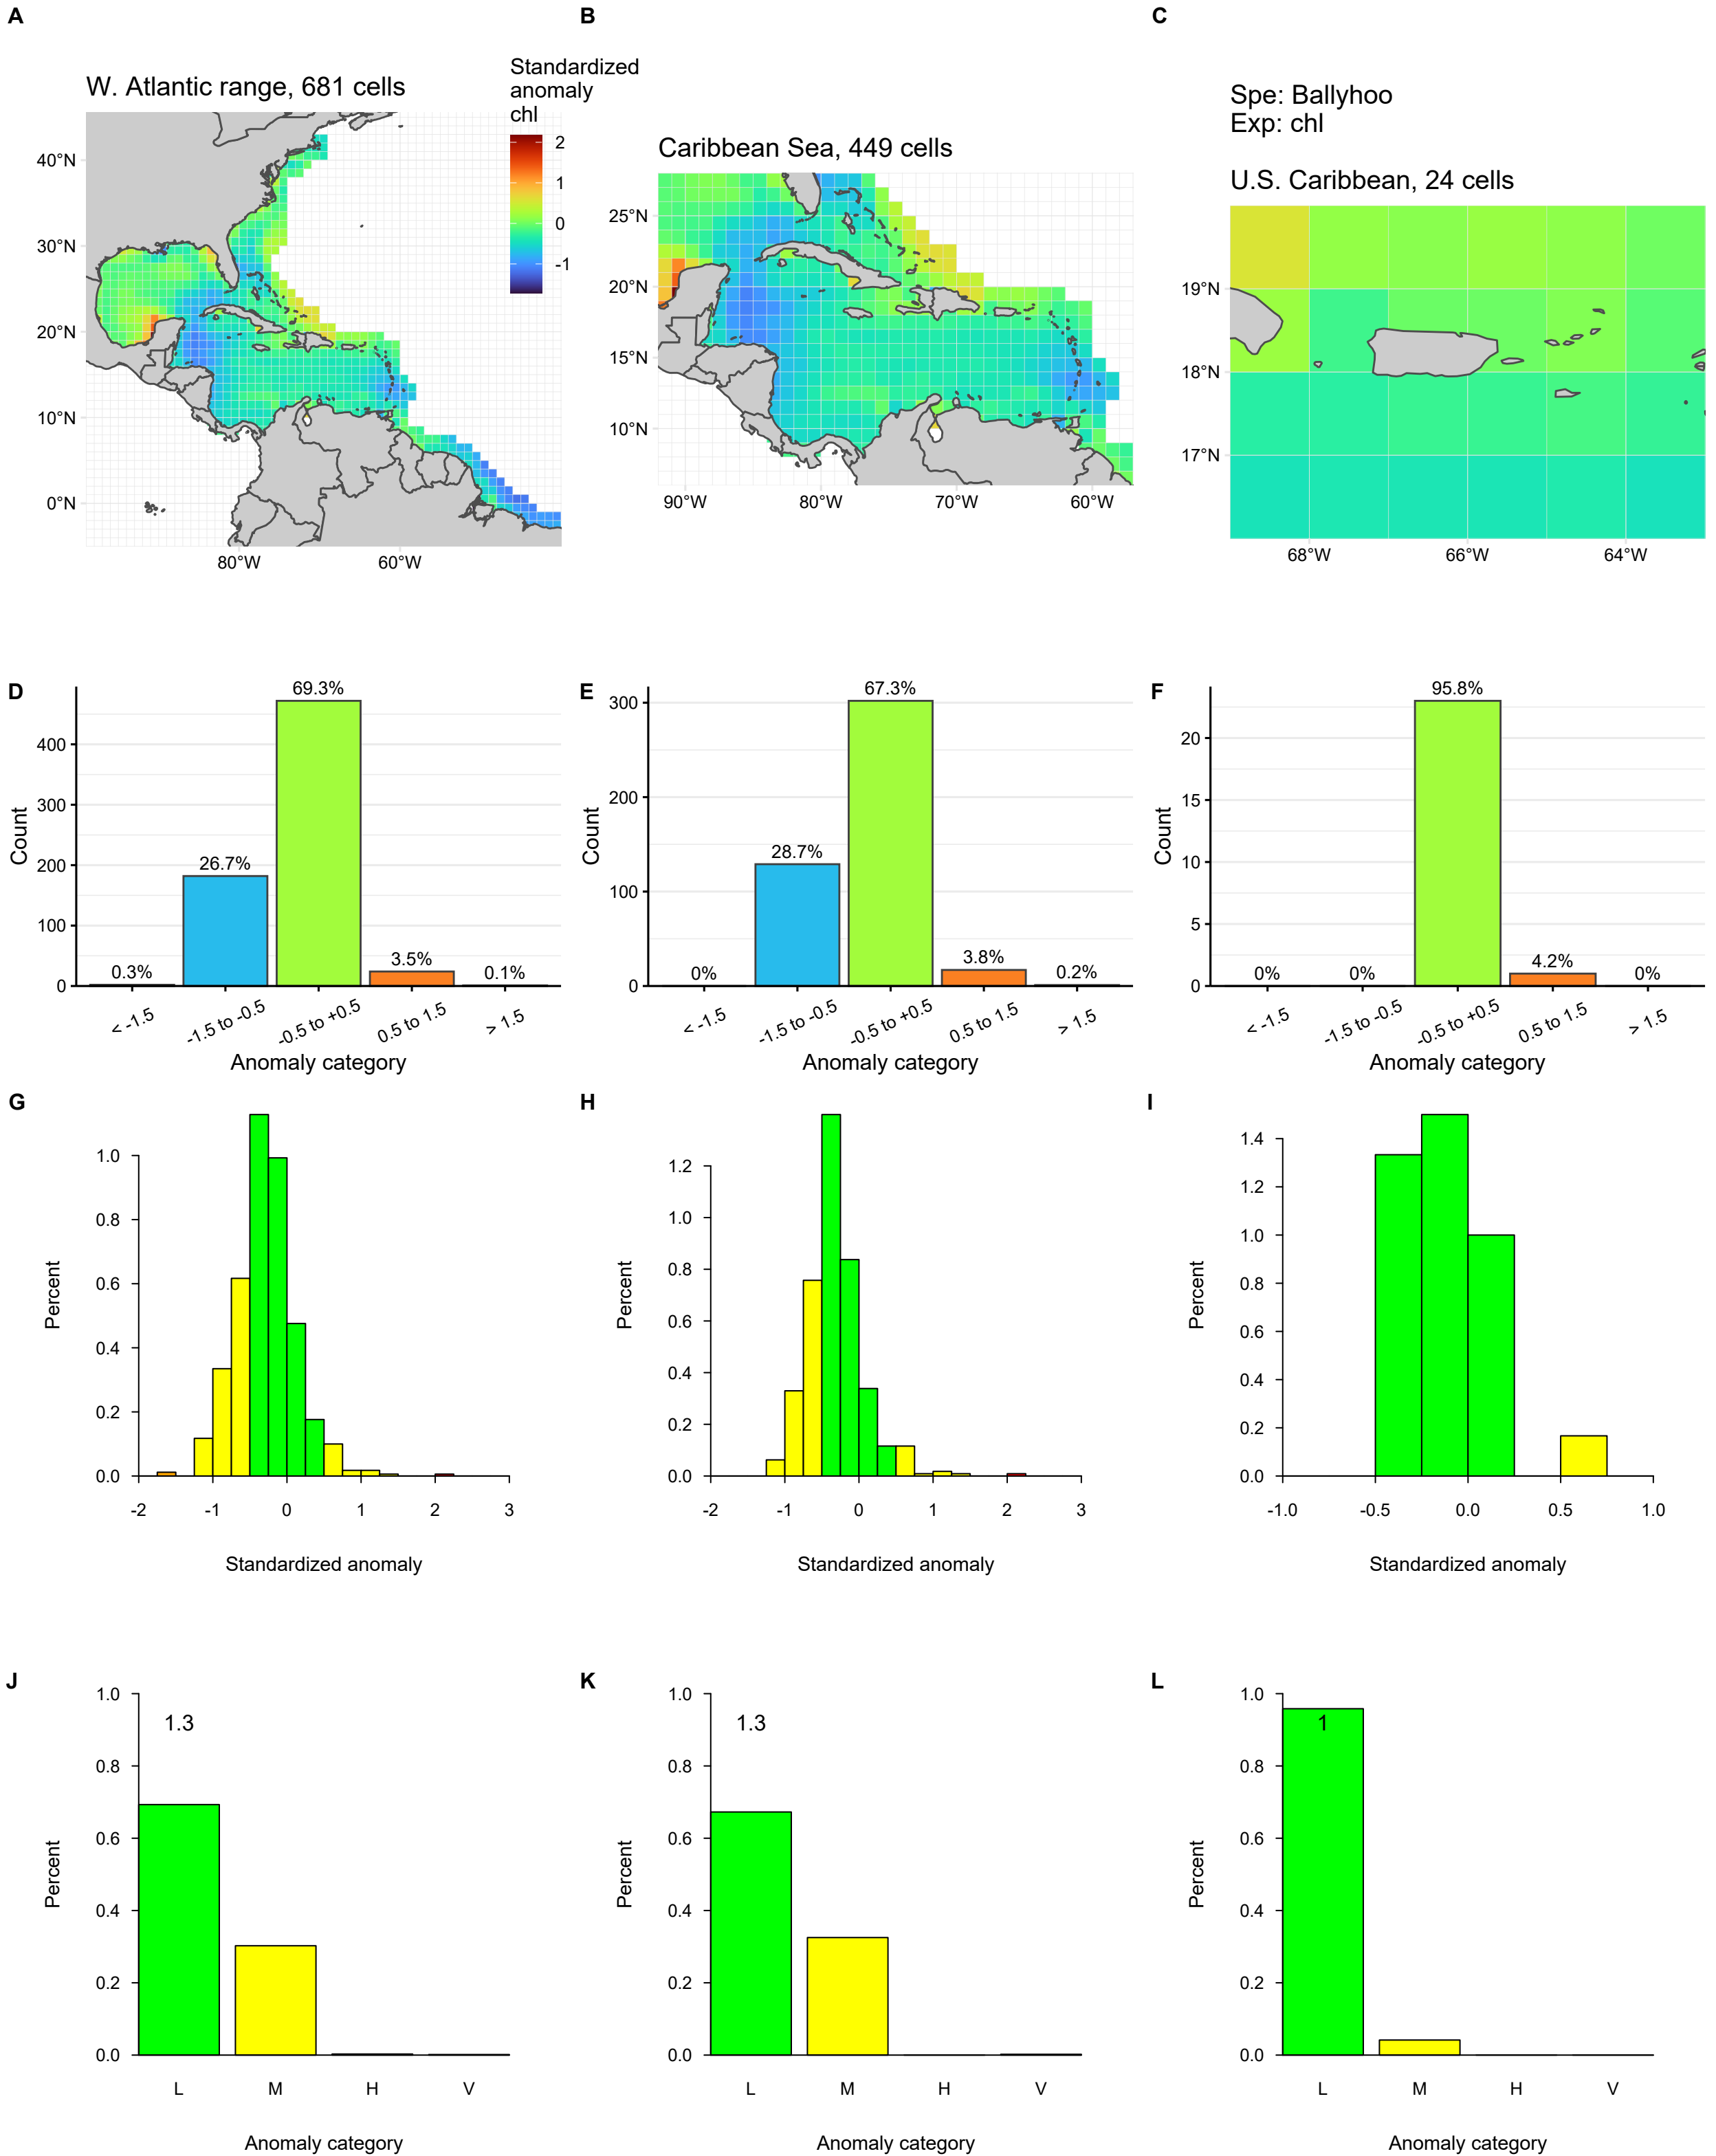 A
B
C
W. Atlantic range, 681 cells
Standardized
anomaly
chl
2
1
0
-1
40°N
30°N
20°N
10°N
0°N
80°W
60°W
Caribbean Sea, 449 cells
25°N
20°N
15°N
10°N
90°W
80°W
70°W
60°W
Spe: Ballyhoo
Exp: chl
U.S. Caribbean, 24 cells
19°N
18°N
17°N
68°W
66°W
64°W
D
Count
400
300
200
100
0
0.3%
26.7%
69.3%
3.5%
0.1%
< -1.5
-1.5 to -0.5
-0.5 to +0.5
0.5 to 1.5
> 1.5
Anomaly category
E
Count
300
200
100
0
0%
28.7%
67.3%
3.8%
0.2%
< -1.5
-1.5 to -0.5
-0.5 to +0.5
0.5 to 1.5
> 1.5
Anomaly category
F
Count
20
15
10
5
0
0%
0%
95.8%
4.2%
0%
< -1.5
-1.5 to -0.5
-0.5 to +0.5
0.5 to 1.5
> 1.5
Anomaly category
G
Percent
1.0
0.8
0.6
0.4
0.2
0.0
-2
-1
0
1
2
3
Standardized anomaly
H
Percent
1.2
1.0
0.8
0.6
0.4
0.2
0.0
-2
-1
0
1
2
3
Standardized anomaly
I
Percent
1.4
1.2
1.0
0.8
0.6
0.4
0.2
0.0
-1.0
-0.5
0.0
0.5
1.0
Standardized anomaly
J
Percent
1.0
0.8
0.6
0.4
0.2
0.0
1.3
L
M
H
V
Anomaly category
K
Percent
1.0
0.8
0.6
0.4
0.2
0.0
1.3
L
M
H
V
Anomaly category
L
Percent
1.0
0.8
0.6
0.4
0.2
0.0
1
L
M
H
V
Anomaly category